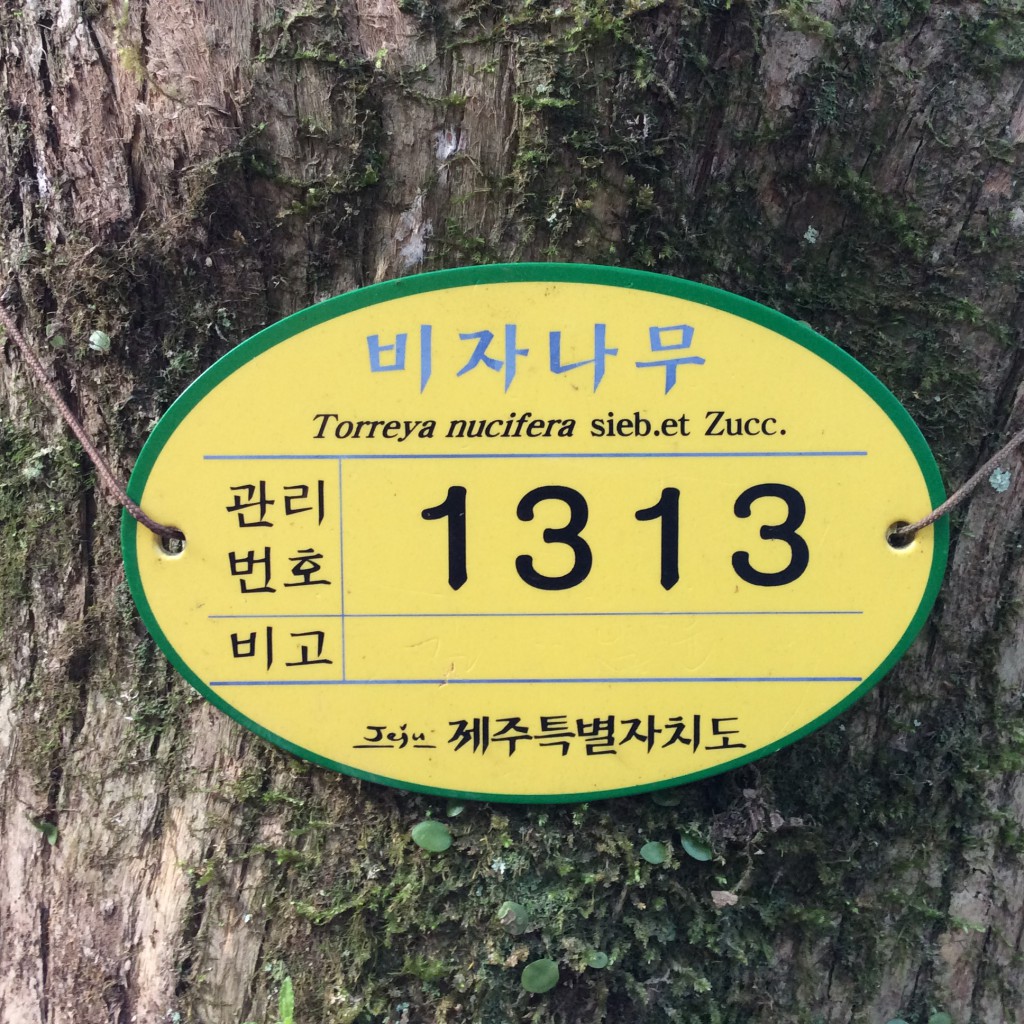 비자나무
Torreya nucifera sieb.et Zucc.
관리
번호
1313
비고
Jeju 제주특별자치도